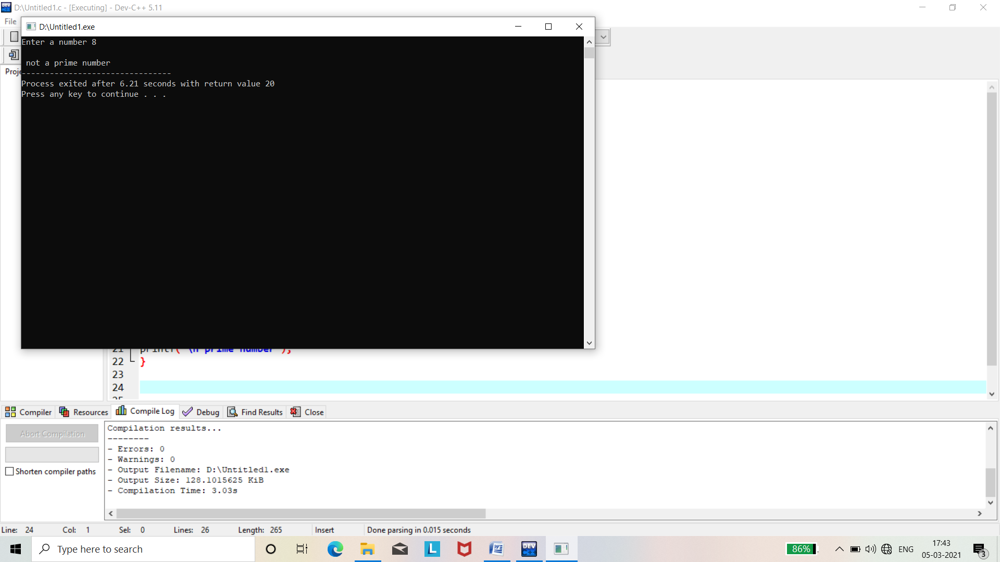 D:\Untitled1.c - [Executing] - Dev-C++ 5.11
File
D:\Untitled1.exe
Enter a number 8
not a prime number
--------------------------------
Process exited after 6.21 seconds with return value 20
Press any key to continue . . .
Proje
21 printf("\n prime number");
22 }
23
24
25
Compiler Resources Compile Log Debug Find Results Close
Abort Compilation
Shorten compiler paths
Compilation results...
--------
- Errors: 0
- Warnings: 0
- Output Filename: D:\Untitled1.exe
- Output Size: 128.1015625 KiB
- Compilation Time: 3.03s
Line: 24 Col: 1 Sel: 0 Lines: 26 Length: 265 Insert Done parsing in 0.015 seconds
Type here to search
L
DEV C++
86%
ENG
17:43
05-03-2021
3